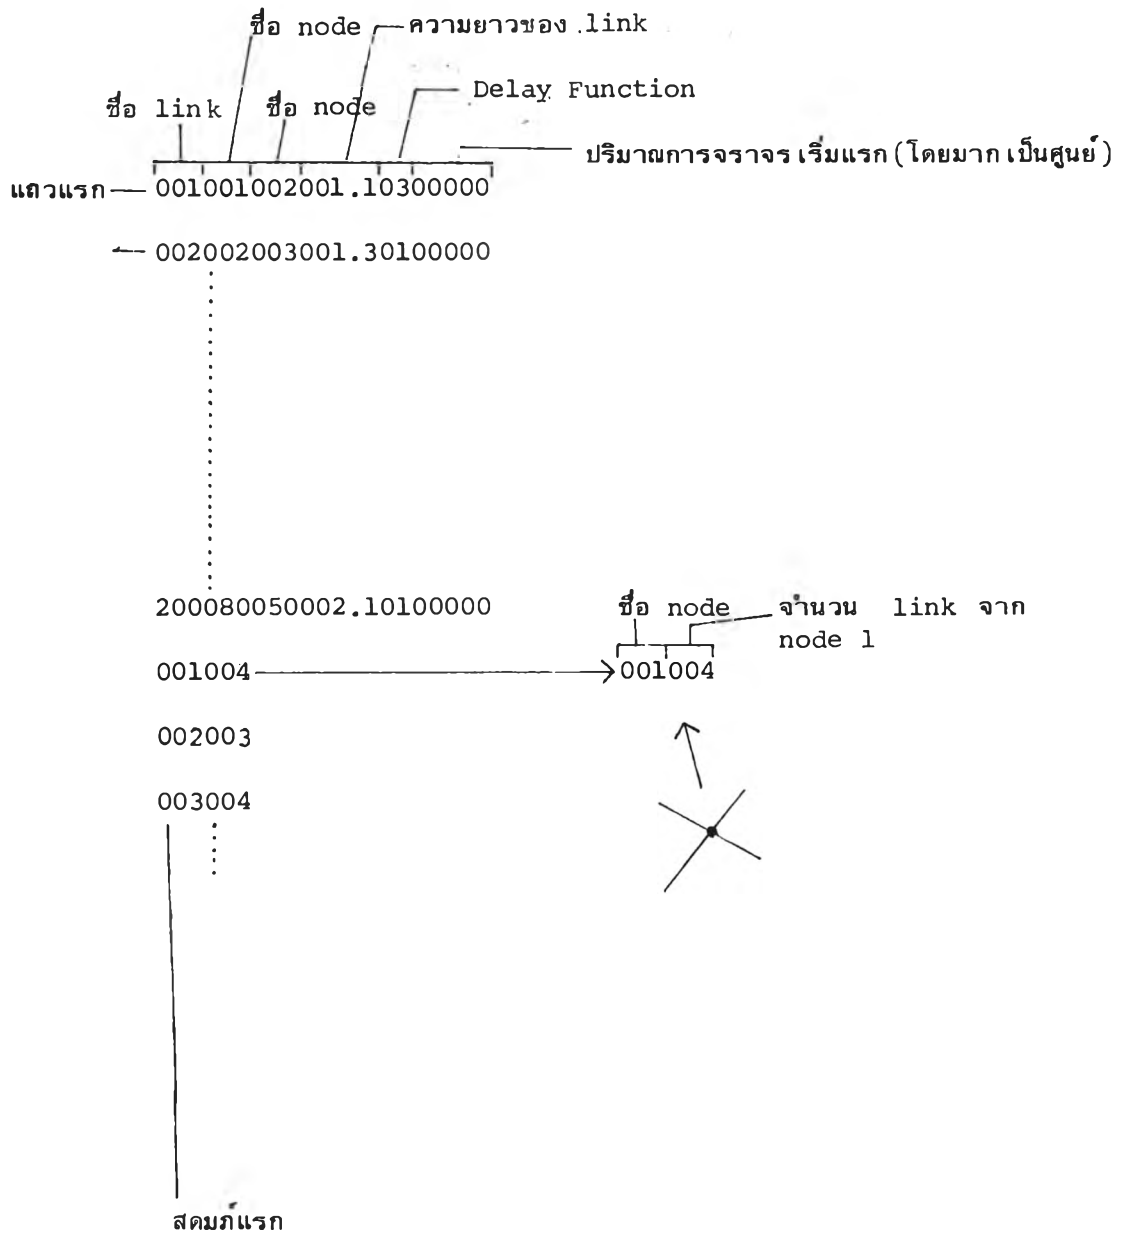 ชื่อ node ความยาวของ .link
ชื่อ link ชื่อ node Delay Function
ปริมาณการจราจรเริ่มแรก (โดยมากเป็นศูนย์)
แถวแรก 001001002001.10300000
002002003001.30100000
200080050002.10100000 ชื่อ node จำนวน link จาก
node 1
001004 001004
002003
003004
สดมภ์แรก